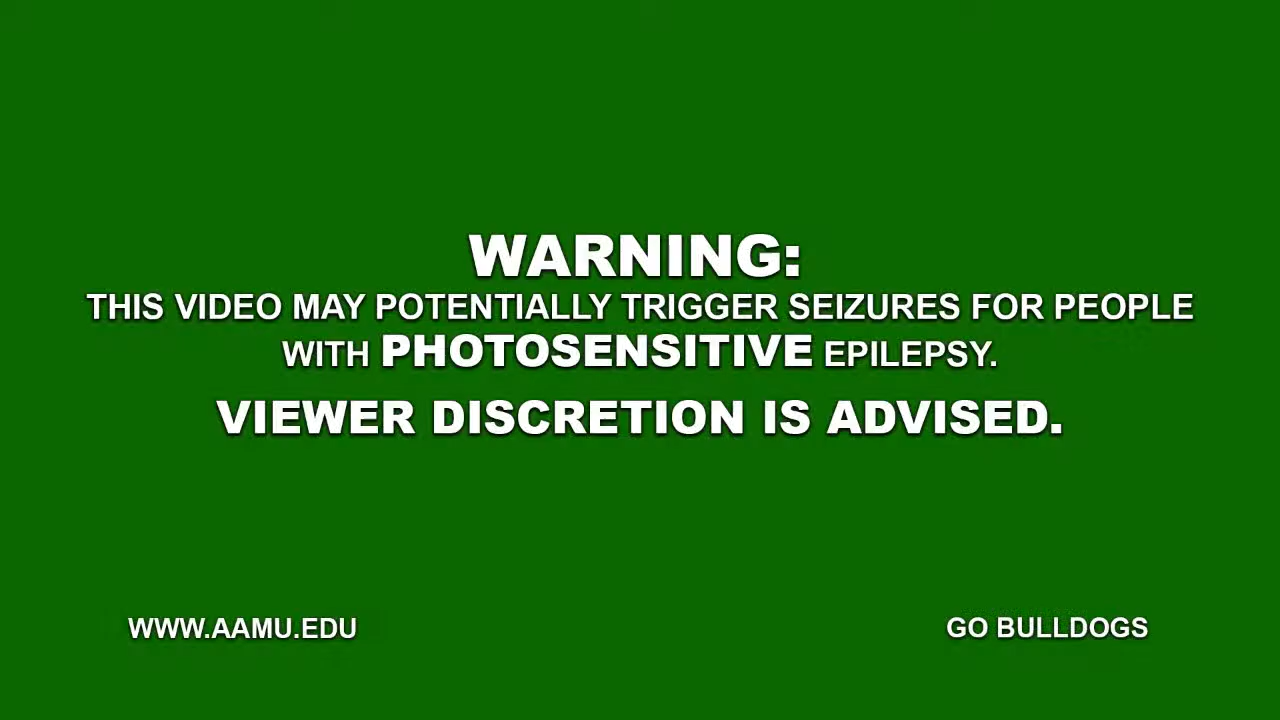 WARNING:
THIS VIDEO MAY POTENTIALLY TRIGGER SEIZURES FOR PEOPLE
WITH PHOTOSENSITIVE EPILEPSY.
VIEWER DISCRETION IS ADVISED.
WWW.AAMU.EDU
GO BULLDOGS